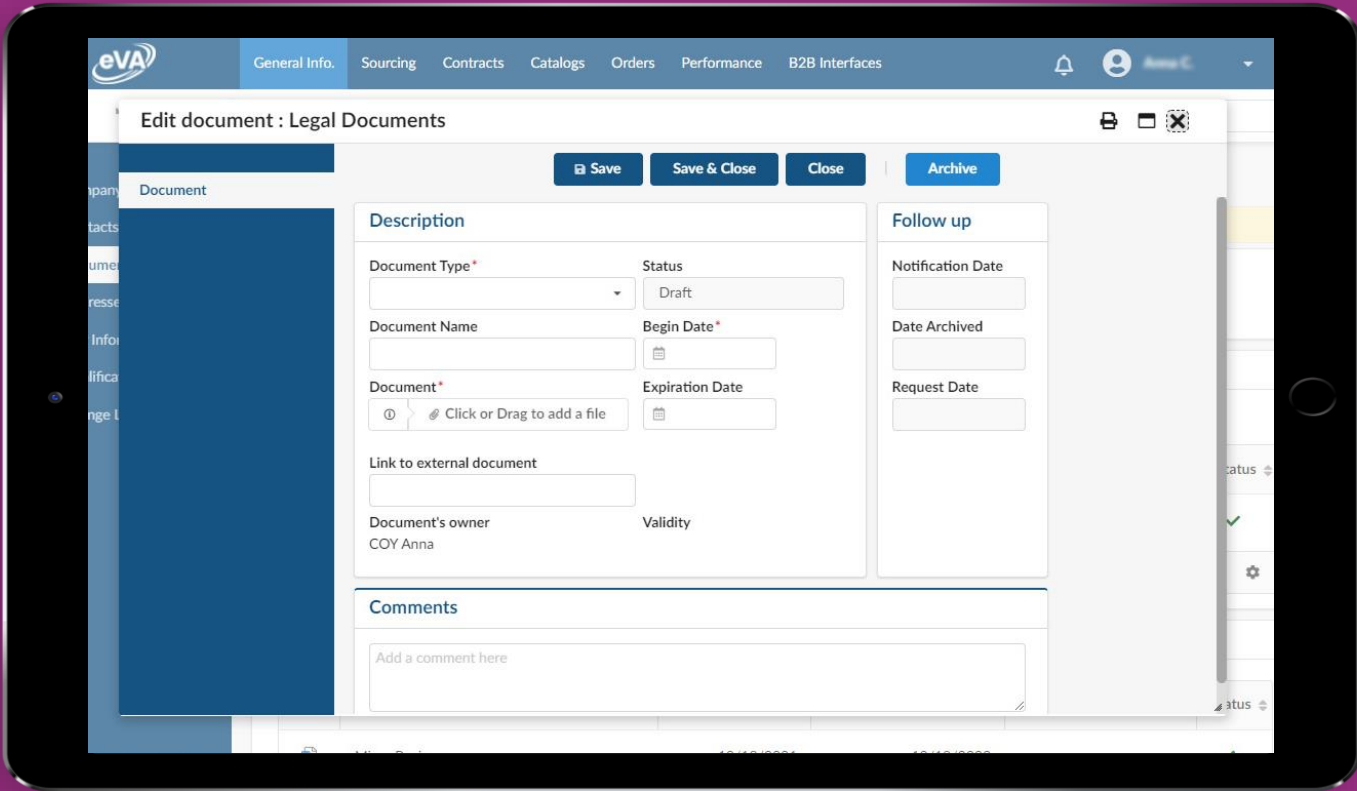 eVA
General Info. Sourcing Contracts Catalogs Orders Performance B2B Interfaces
Edit document : Legal Documents
Save Save & Close Close Archive
Document
Description
Follow up
Document Type* Status Notification Date
Draft
Document Name Begin Date* Date Archived
Document* Expiration Date Request Date
Click or Drag to add a file
Link to external document
Document's owner Validity
COY Anna
Comments
Add a comment here